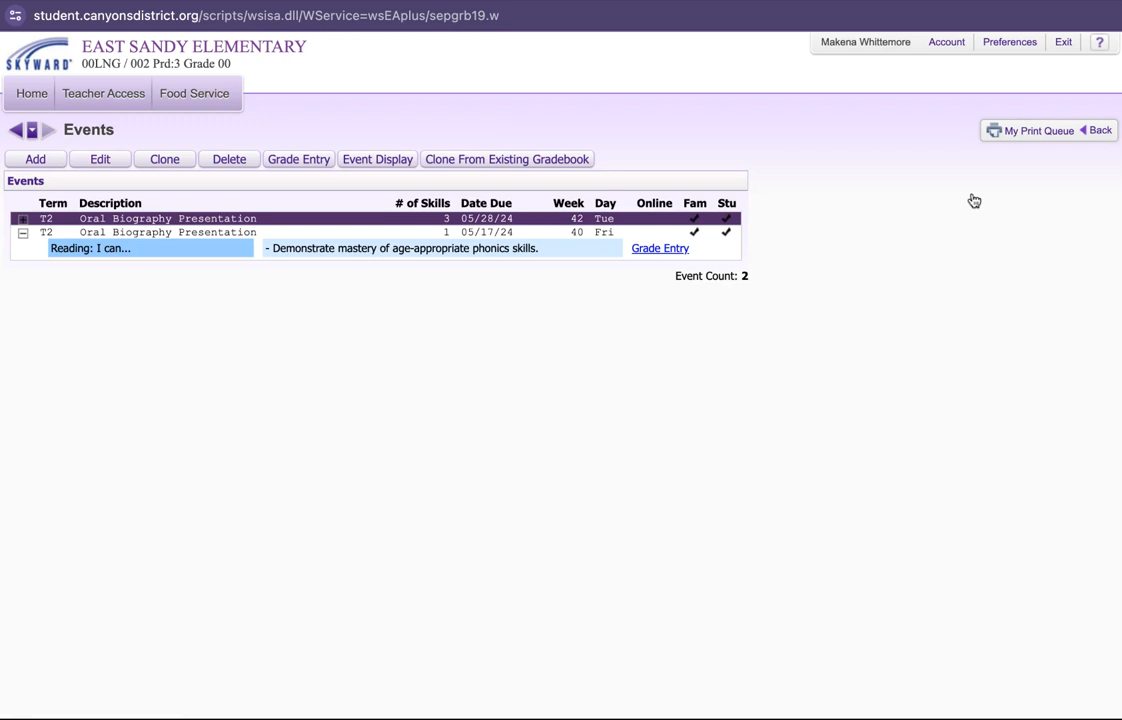 student.canyonsdistrict.org/scripts/wsisa.dll/WService=wsEAplus/sepgrb19.w
SKYWARD® EAST SANDY ELEMENTARY
00LNG / 002 Prd:3 Grade 00
Makena Whittemore Account Preferences Exit ?
Home Teacher Access Food Service
Events
My Print Queue Back
Add Edit Clone Delete Grade Entry Event Display Clone From Existing Gradebook
Events
Term Description # of Skills Date Due Week Day Online Fam Stu
T2 Oral Biography Presentation 3 05/28/24 42 Tue
T2 Oral Biography Presentation 1 05/17/24 40 Fri
Reading: I can... - Demonstrate mastery of age-appropriate phonics skills. Grade Entry
Event Count: 2